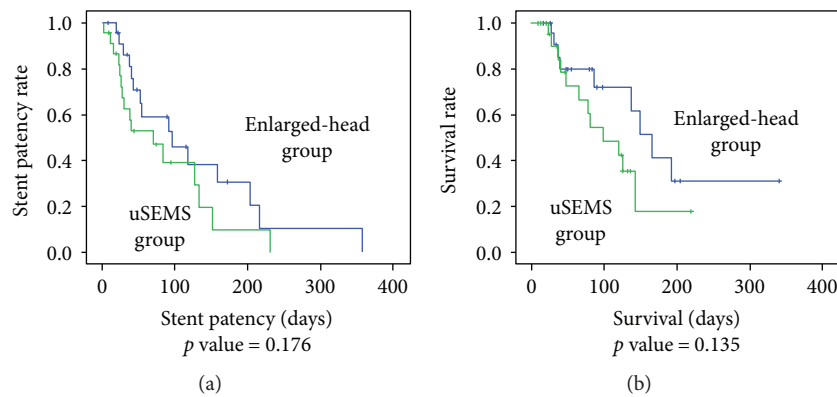 1.0
0.8
0.6
0.4
0.2
0.0
Stent patency rate
Enlarged-head
group
uSEMS
group
0
100
200
300
400
Stent patency (days)
p value = 0.176
(a)
1.0
0.8
0.6
0.4
0.2
0.0
Survival rate
Enlarged-head
group
uSEMS
group
0
100
200
300
400
Survival (days)
p value = 0.135
(b)